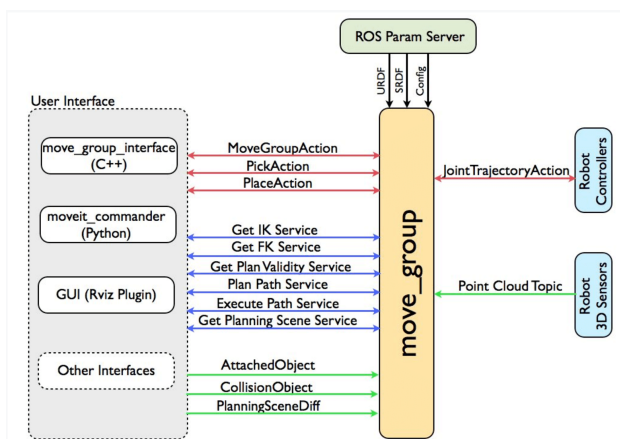 ROS Param Server
URDF
SRDF
Config
User Interface
move_group_interface
(C++)
moveit_commander
(Python)
GUI (Rviz Plugin)
Other Interfaces
MoveGroupAction
PickAction
PlaceAction
Get IK Service
Get FK Service
Get Plan Validity Service
Plan Path Service
Execute Path Service
Get Planning Scene Service
AttachedObject
CollisionObject
PlanningSceneDiff
move_group
JointTrajectoryAction
Point Cloud Topic
Robot
Controllers
Robot
3D Sensors